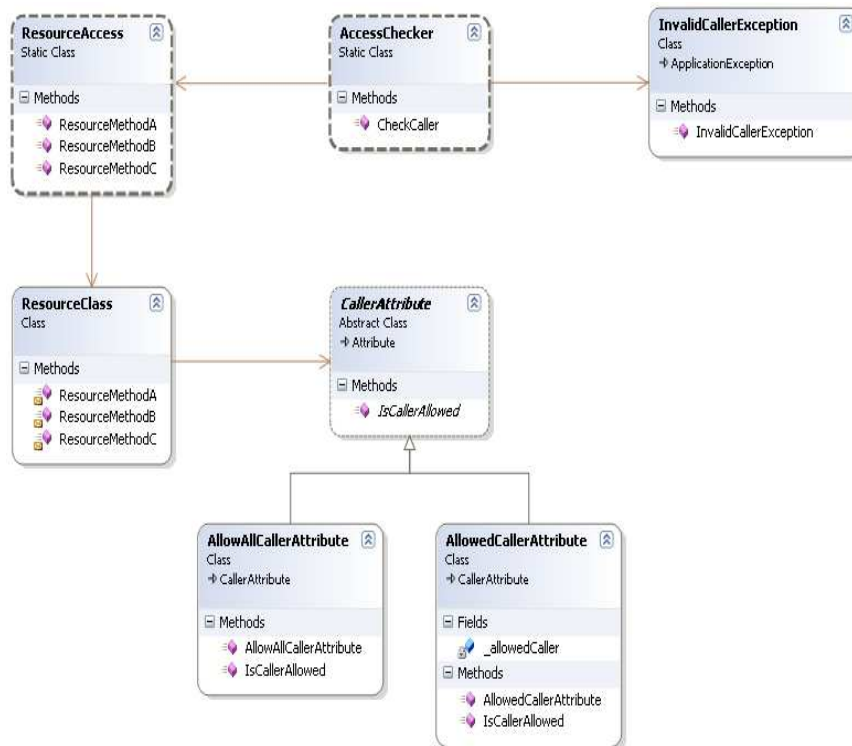 ResourceAccess
Static Class
Methods
ResourceMethodA
ResourceMethodB
ResourceMethodC
AccessChecker
Static Class
Methods
CheckCaller
InvalidCallerException
Class
ApplicationException
Methods
InvalidCallerException
ResourceClass
Class
Methods
ResourceMethodA
ResourceMethodB
ResourceMethodC
CallerAttribute
Abstract Class
Attribute
Methods
IsCallerAllowed
AllowAllCallerAttribute
Class
CallerAttribute
Methods
AllowAllCallerAttribute
IsCallerAllowed
AllowedCallerAttribute
Class
CallerAttribute
Fields
_allowedCaller
Methods
AllowedCallerAttribute
IsCallerAllowed